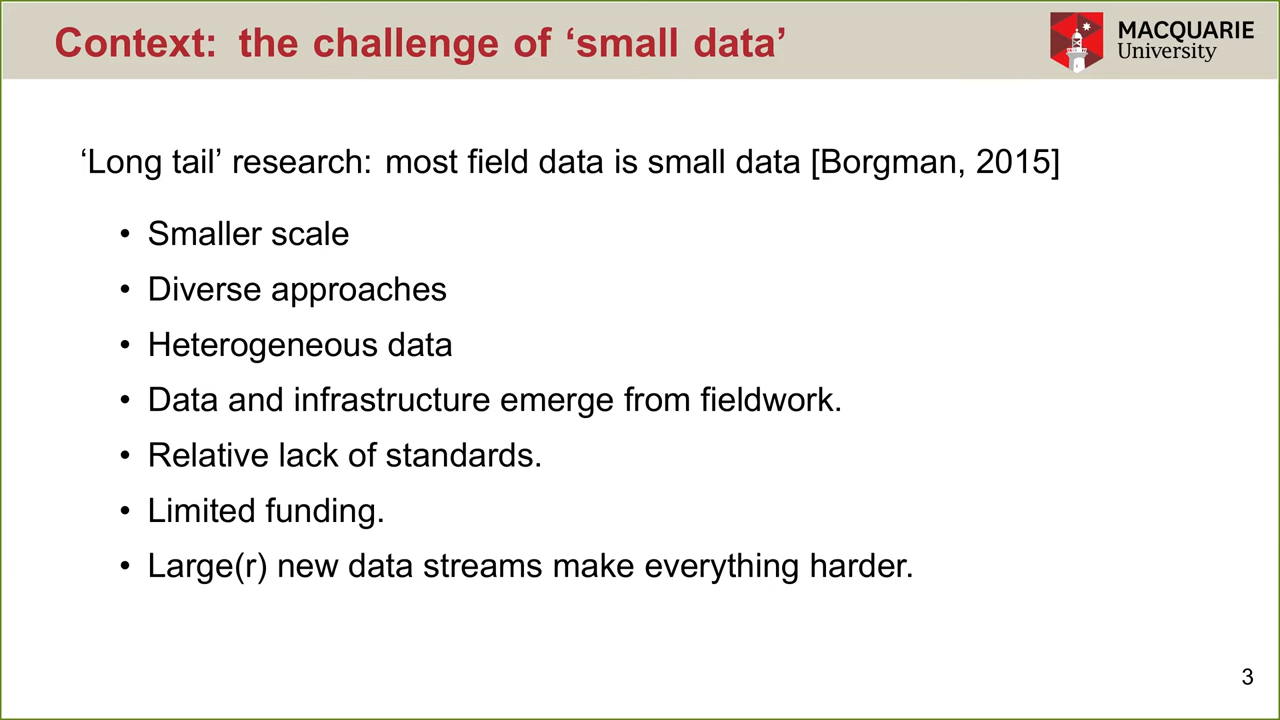 Context: the challenge of ‘small data’
MACQUARIE
University
‘Long tail’ research: most field data is small data [Borgman, 2015]
• Smaller scale
• Diverse approaches
• Heterogeneous data
• Data and infrastructure emerge from fieldwork.
• Relative lack of standards.
• Limited funding.
• Large(r) new data streams make everything harder.
3